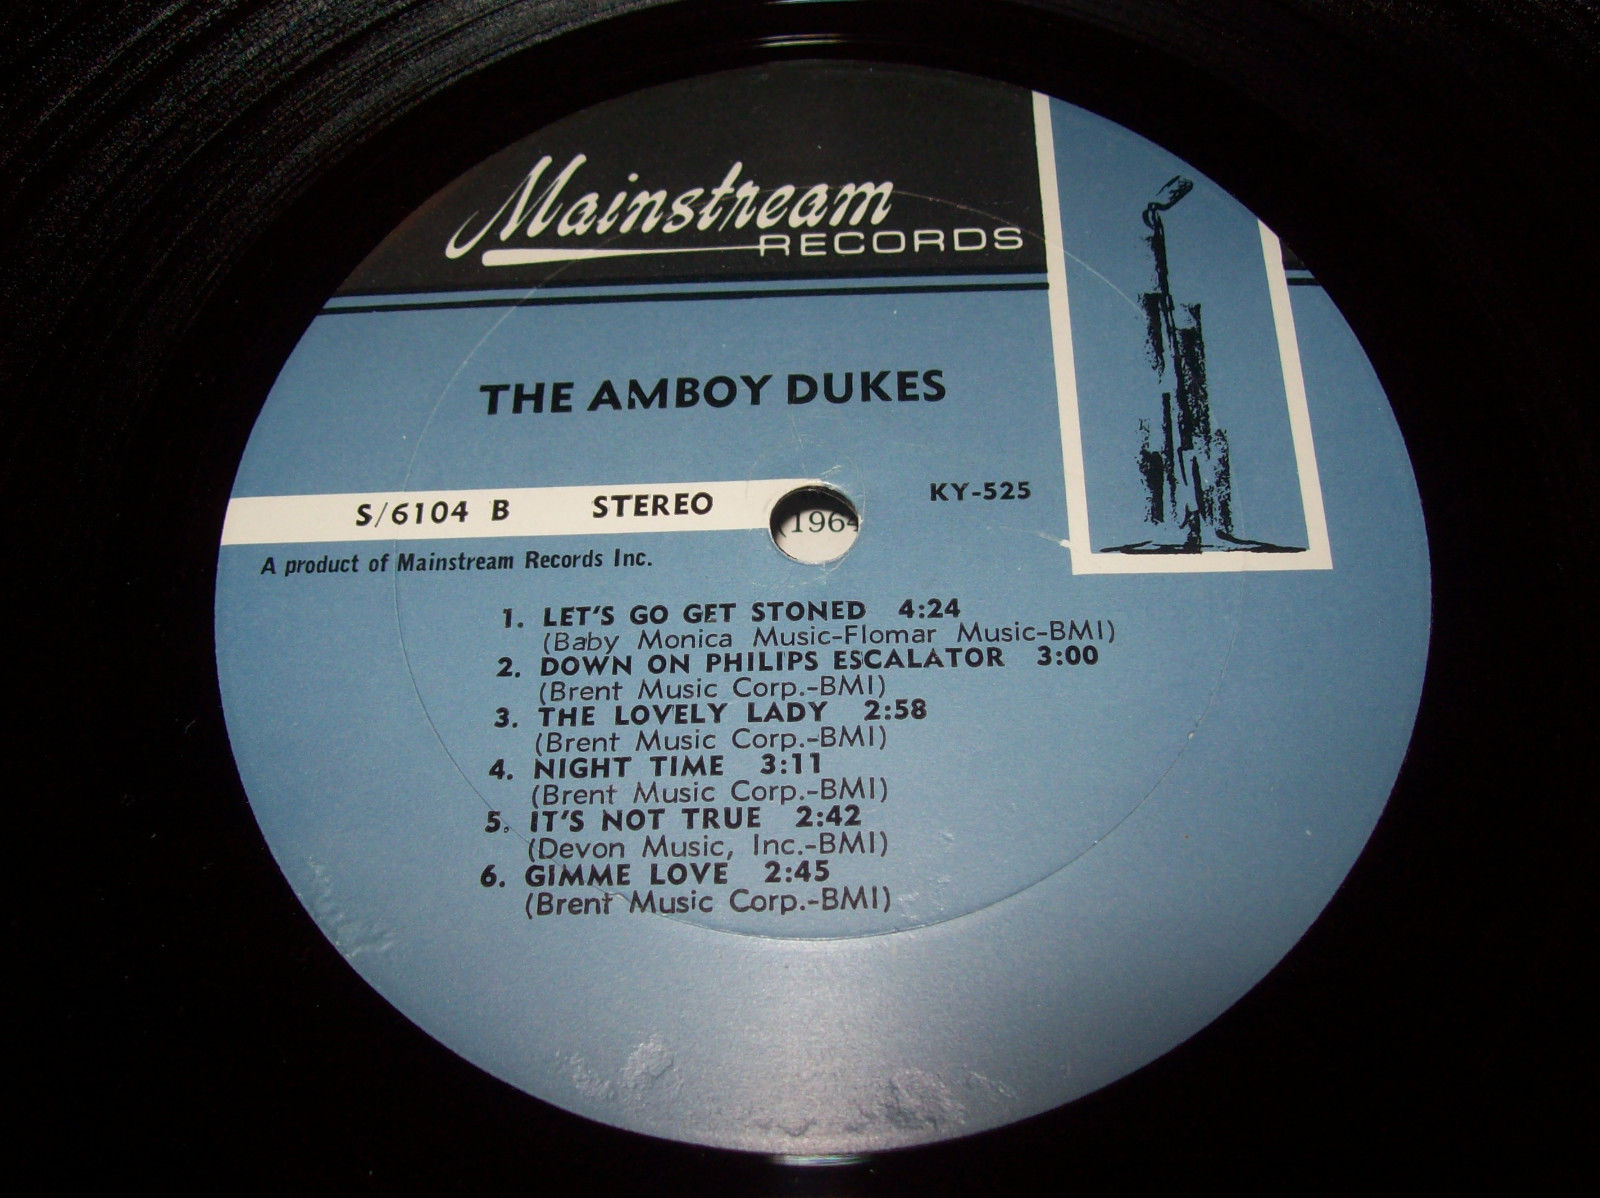 Mainstream
RECORDS
THE AMBOY DUKES
S/6104 B STEREO KY-525
(1964
A product of Mainstream Records Inc.
1. LET'S GO GET STONED 4:24
(Baby Monica Music-Flomar Music-BMI)
2. DOWN ON PHILIPS ESCALATOR 3:00
(Brent Music Corp.-BMI)
3. THE LOVELY LADY 2:58
(Brent Music Corp.-BMI)
4. NIGHT TIME 3:11
(Brent Music Corp.-BMI)
5. IT'S NOT TRUE 2:42
(Devon Music, Inc.-BMI)
6. GIMME LOVE 2:45
(Brent Music Corp.-BMI)